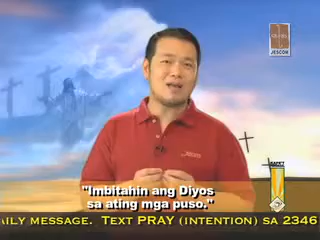 JESCOM
"Imbitahin ang Diyos
sa ating mga puso."
AILY MESSAGE. TEXT PRAY (INTENTION) SA 2346